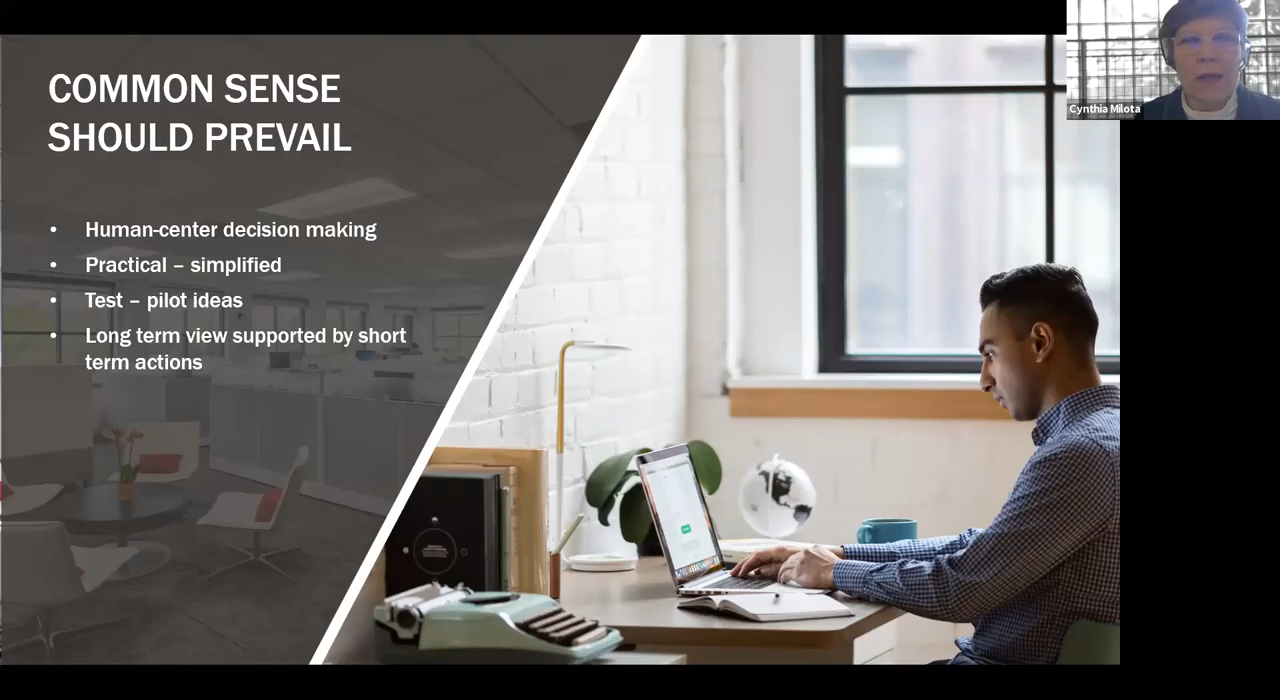 COMMON SENSE
SHOULD PREVAIL
• Human-center decision making
• Practical – simplified
• Test – pilot ideas
• Long term view supported by short
term actions
Cynthia Milota